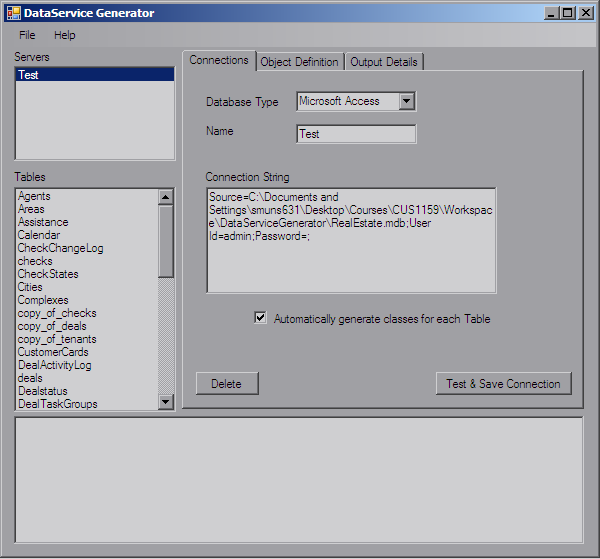 DataService Generator
File Help
Servers
Test
Tables
Agents
Areas
Assistance
Calendar
CheckChangeLog
checks
CheckStates
Cities
Complexes
copy_of_checks
copy_of_deals
copy_of_tenants
CustomerCards
DealActivityLog
deals
Dealstatus
DealTaskGroups
Connections Object Definition Output Details
Database Type Microsoft Access
Name Test
Connection String
Source=C:\Documents and
Settings\smuns631\Desktop\Courses\CUS1159\Workspac
e\DataServiceGenerator\RealEstate.mdb;User
Id=admin;Password=;
Automatically generate classes for each Table
Delete Test & Save Connection